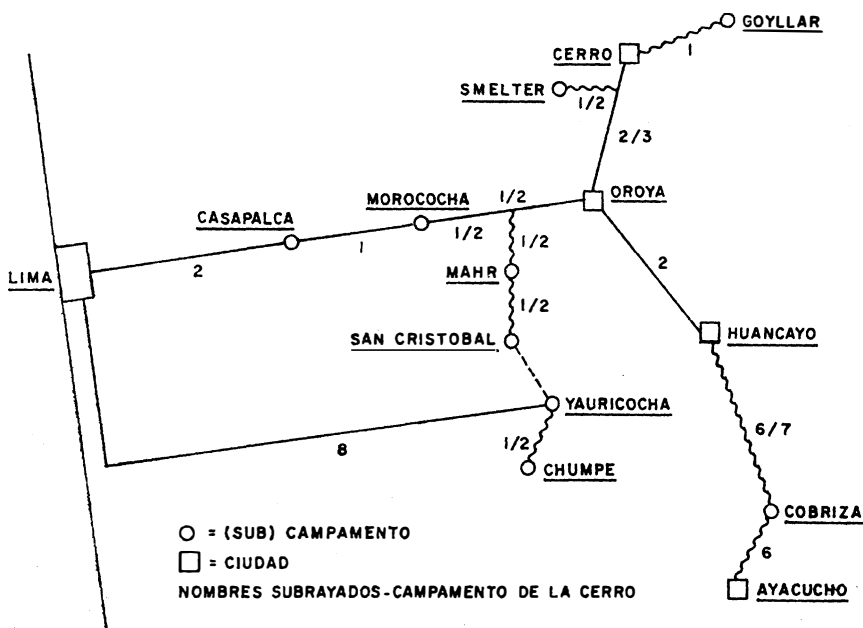 GOYLLAR
CERRO
1
SMELTER
1/2
2/3
MOROCOCHA
1/2
OROYA
CASAPALCA
1/2
1
1/2
2
2
LIMA
MAHR
1/2
HUANCAYO
SAN CRISTOBAL
YAURICOCHA
6/7
8
1/2
CHUMPE
COBRIZA
○ = (SUB) CAMPAMENTO
6
□ = CIUDAD
AYACUCHO
NOMBRES SUBRAYADOS-CAMPAMENTO DE LA CERRO